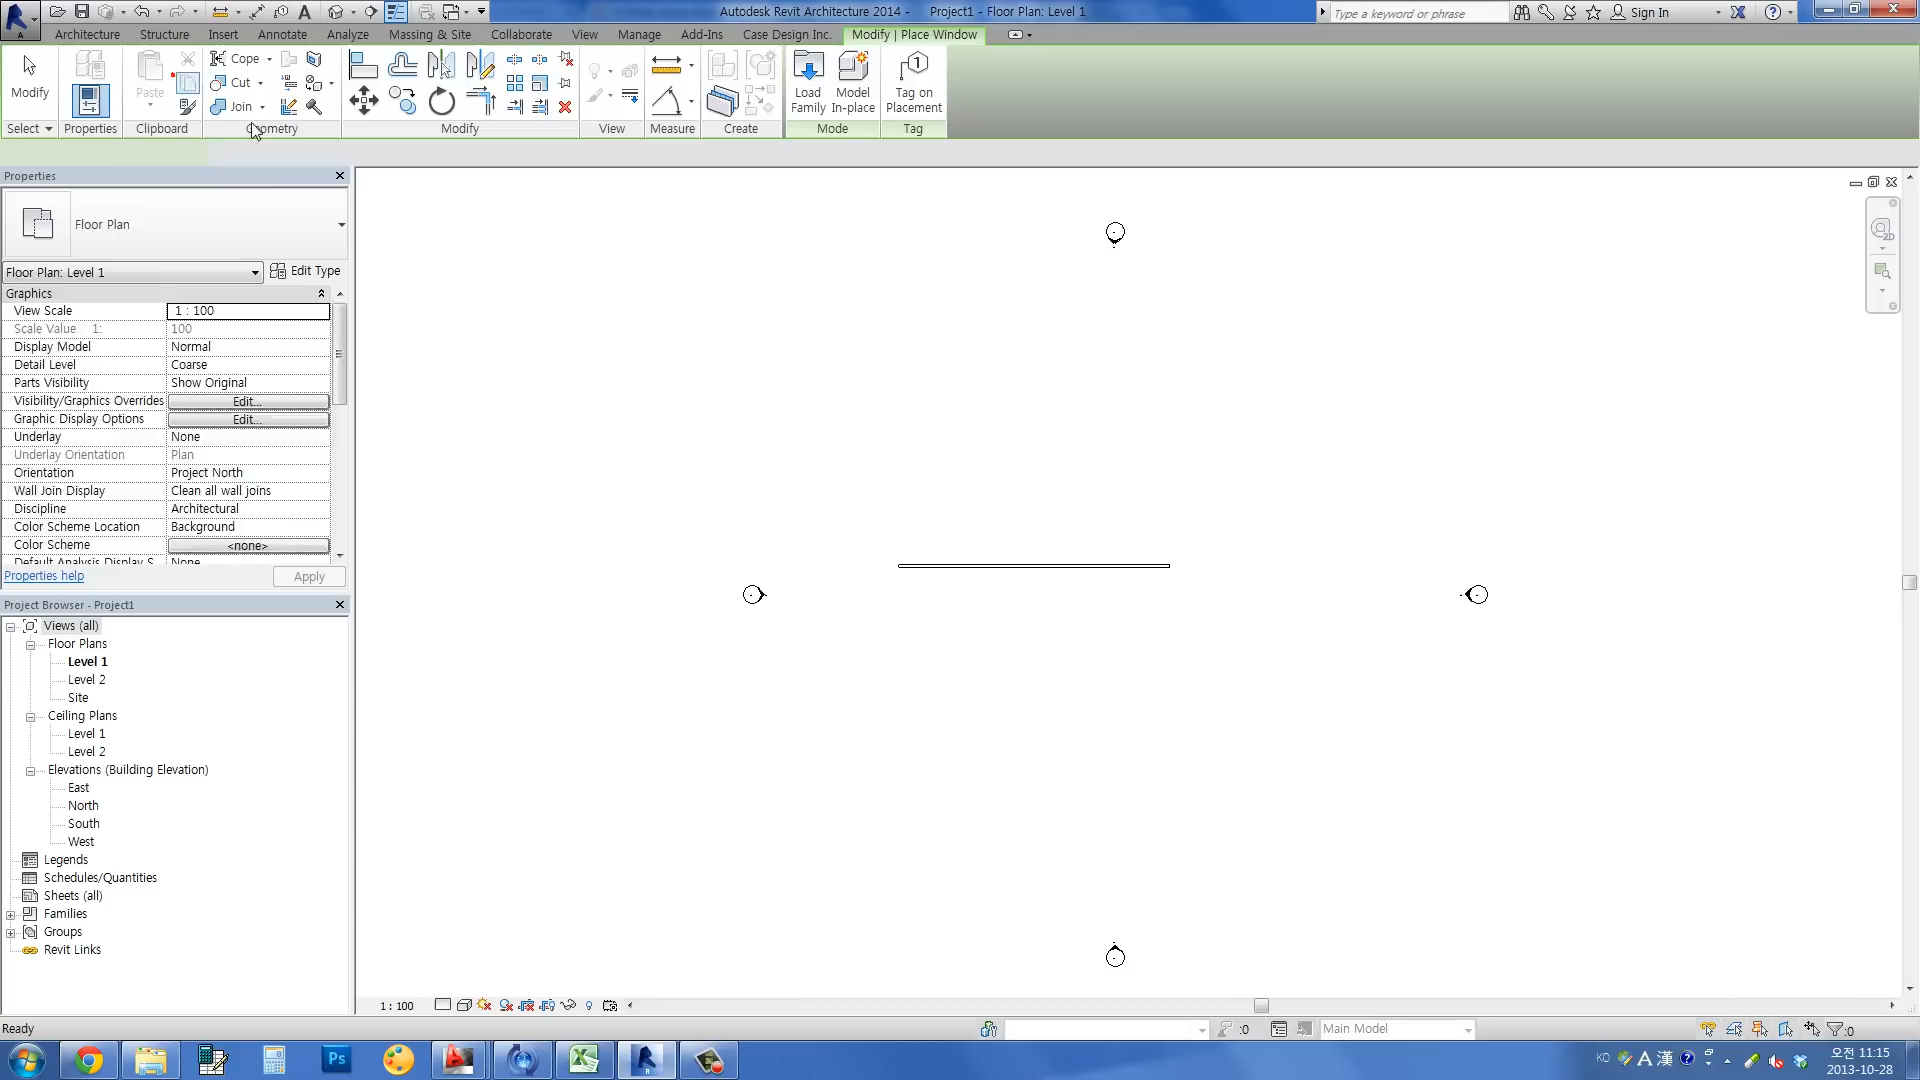 Autodesk Revit Architecture 2014 - Project1 - Floor Plan: Level 1
Type a keyword or phrase
Sign In
Architecture Structure Insert Annotate Analyze Massing & Site Collaborate View Manage Add-Ins Case Design Inc. Modify | Place Window
Modify
Paste
Cope
Cut
Join
Load Family
Model In-place
Tag on Placement
Select Properties Clipboard Geometry Modify View Measure Create Mode Tag
Properties
Floor Plan
Floor Plan: Level 1
Edit Type
Graphics
View Scale 1 : 100
Scale Value 1: 100
Display Model Normal
Detail Level Coarse
Parts Visibility Show Original
Visibility/Graphics Overrides Edit...
Graphic Display Options Edit...
Underlay None
Underlay Orientation Plan
Orientation Project North
Wall Join Display Clean all wall joins
Discipline Architectural
Color Scheme Location Background
Color Scheme <none>
Default Analysis Display S None
Properties help
Apply
Project Browser - Project1
Views (all)
Floor Plans
Level 1
Level 2
Site
Ceiling Plans
Level 1
Level 2
Elevations (Building Elevation)
East
North
South
West
Legends
Schedules/Quantities
Sheets (all)
Families
Groups
Revit Links
2D
1 : 100
Ready
:0
Main Model
:0
Ps
KO A 漢
오전 11:15
2013-10-28